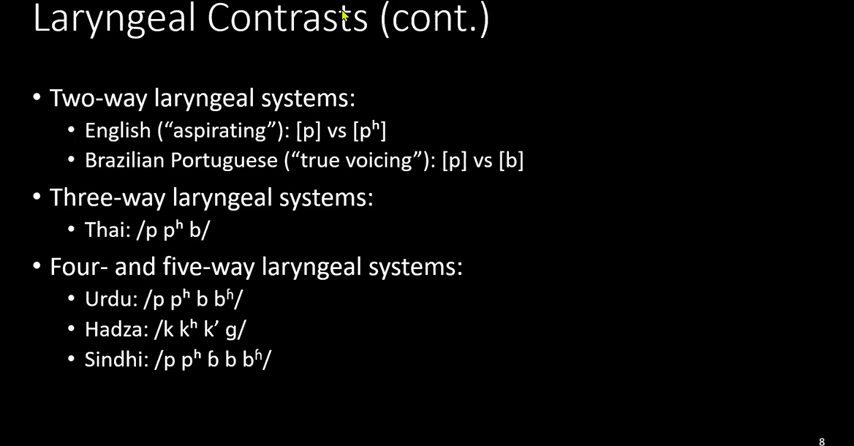 Laryngeal Contrasts (cont.)
• Two-way laryngeal systems:
• English (“aspirating”): [p] vs [pʰ]
• Brazilian Portuguese (“true voicing”): [p] vs [b]
• Three-way laryngeal systems:
• Thai: /p pʰ b/
• Four- and five-way laryngeal systems:
• Urdu: /p pʰ b bʱ/
• Hadza: /k kʰ k’ g/
• Sindhi: /p pʰ ɓ b bʱ/
8